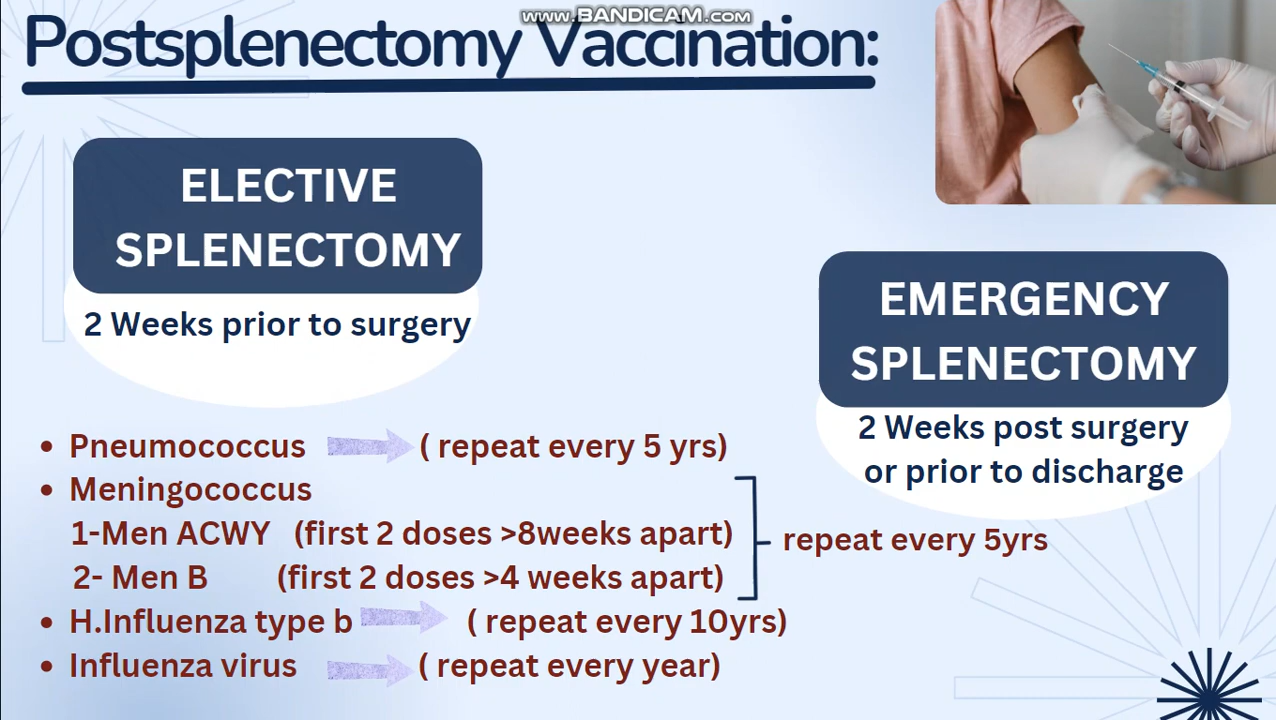 www.BANDICAM.com
Postsplenectomy Vaccination:
ELECTIVE
SPLENECTOMY
2 Weeks prior to surgery
EMERGENCY
SPLENECTOMY
2 Weeks post surgery
or prior to discharge
• Pneumococcus ( repeat every 5 yrs)
• Meningococcus
1-Men ACWY (first 2 doses >8weeks apart)
2- Men B (first 2 doses >4 weeks apart)
repeat every 5yrs
• H.Influenza type b ( repeat every 10yrs)
• Influenza virus ( repeat every year)